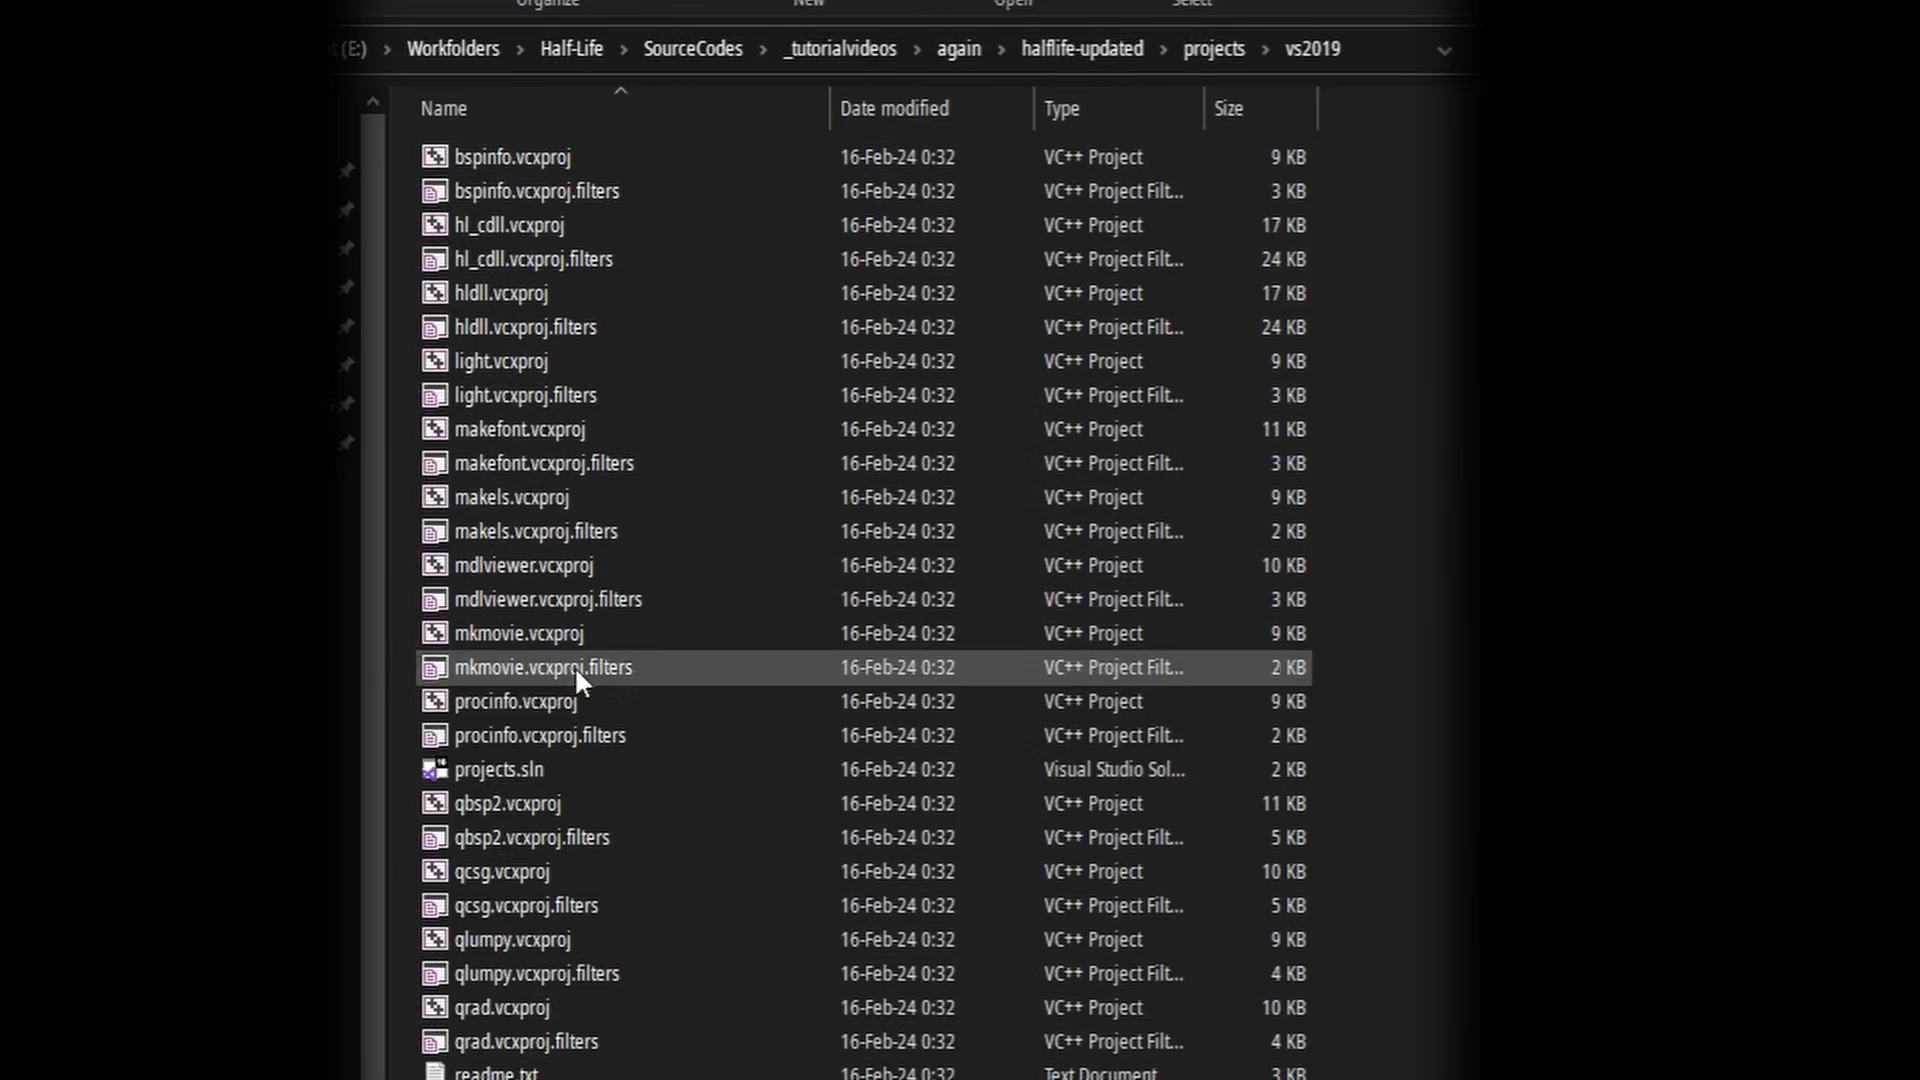 Organize New Open Select
(E:) > Workfolders > Half-Life > SourceCodes > _tutorialvideos > again > halflife-updated > projects > vs2019
Name Date modified Type Size
bspinfo.vcxproj 16-Feb-24 0:32 VC++ Project 9 KB
bspinfo.vcxproj.filters 16-Feb-24 0:32 VC++ Project Filt... 3 KB
hl_cdll.vcxproj 16-Feb-24 0:32 VC++ Project 17 KB
hl_cdll.vcxproj.filters 16-Feb-24 0:32 VC++ Project Filt... 24 KB
hldll.vcxproj 16-Feb-24 0:32 VC++ Project 17 KB
hldll.vcxproj.filters 16-Feb-24 0:32 VC++ Project Filt... 24 KB
light.vcxproj 16-Feb-24 0:32 VC++ Project 9 KB
light.vcxproj.filters 16-Feb-24 0:32 VC++ Project Filt... 3 KB
makefont.vcxproj 16-Feb-24 0:32 VC++ Project 11 KB
makefont.vcxproj.filters 16-Feb-24 0:32 VC++ Project Filt... 3 KB
makels.vcxproj 16-Feb-24 0:32 VC++ Project 9 KB
makels.vcxproj.filters 16-Feb-24 0:32 VC++ Project Filt... 2 KB
mdlviewer.vcxproj 16-Feb-24 0:32 VC++ Project 10 KB
mdlviewer.vcxproj.filters 16-Feb-24 0:32 VC++ Project Filt... 3 KB
mkmovie.vcxproj 16-Feb-24 0:32 VC++ Project 9 KB
mkmovie.vcxproj.filters 16-Feb-24 0:32 VC++ Project Filt... 2 KB
procinfo.vcxproj 16-Feb-24 0:32 VC++ Project 9 KB
procinfo.vcxproj.filters 16-Feb-24 0:32 VC++ Project Filt... 2 KB
projects.sln 16-Feb-24 0:32 Visual Studio Sol... 2 KB
qbsp2.vcxproj 16-Feb-24 0:32 VC++ Project 11 KB
qbsp2.vcxproj.filters 16-Feb-24 0:32 VC++ Project Filt... 5 KB
qcsg.vcxproj 16-Feb-24 0:32 VC++ Project 10 KB
qcsg.vcxproj.filters 16-Feb-24 0:32 VC++ Project Filt... 5 KB
qlumpy.vcxproj 16-Feb-24 0:32 VC++ Project 9 KB
qlumpy.vcxproj.filters 16-Feb-24 0:32 VC++ Project Filt... 4 KB
qrad.vcxproj 16-Feb-24 0:32 VC++ Project 10 KB
qrad.vcxproj.filters 16-Feb-24 0:32 VC++ Project Filt... 4 KB
readme.txt 16-Feb-24 0:32 Text Document 3 KB